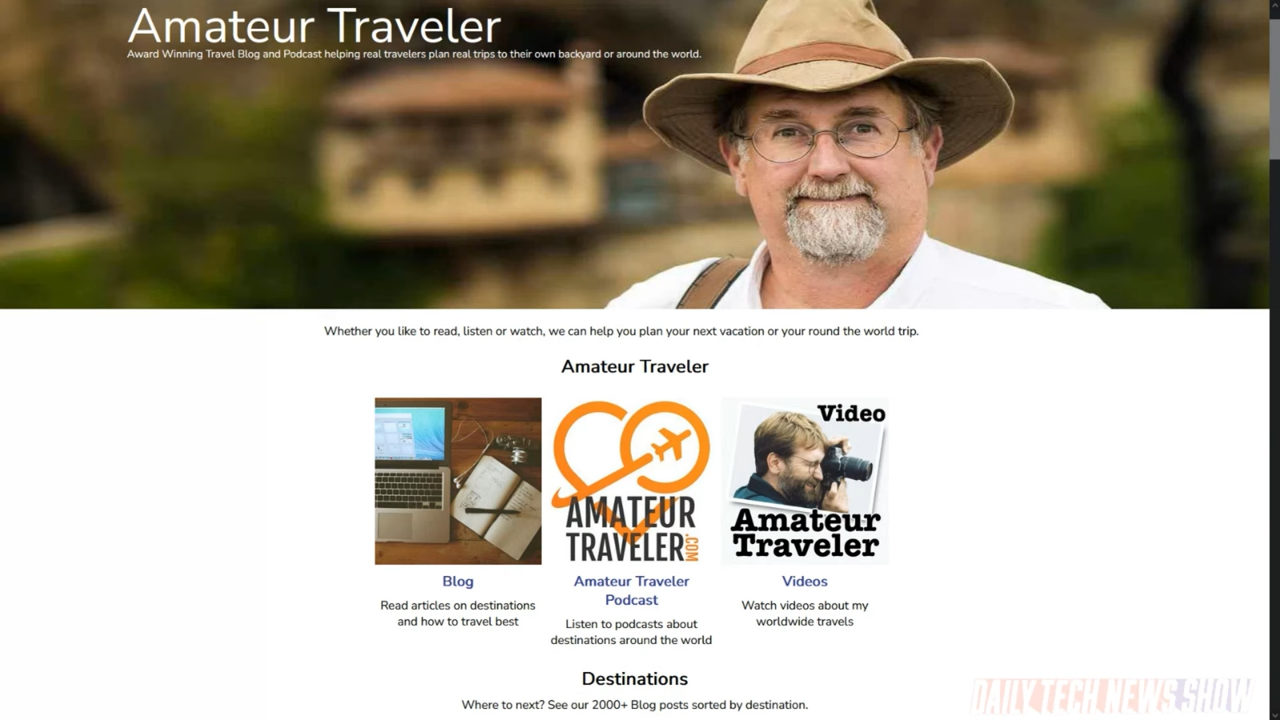 Amateur Traveler
Award Winning Travel Blog and Podcast helping real travelers plan real trips to their own backyard or around the world.
Whether you like to read, listen or watch, we can help you plan your next vacation or your round the world trip.
Amateur Traveler
AMATEUR
TRAVELER
.COM
Video
Amateur
Traveler
Blog
Amateur Traveler
Podcast
Videos
Read articles on destinations
and how to travel best
Listen to podcasts about
destinations around the world
Watch videos about my
worldwide travels
Destinations
Where to next? See our 2000+ Blog posts sorted by destination.
DAILY TECH NEWS SHOW